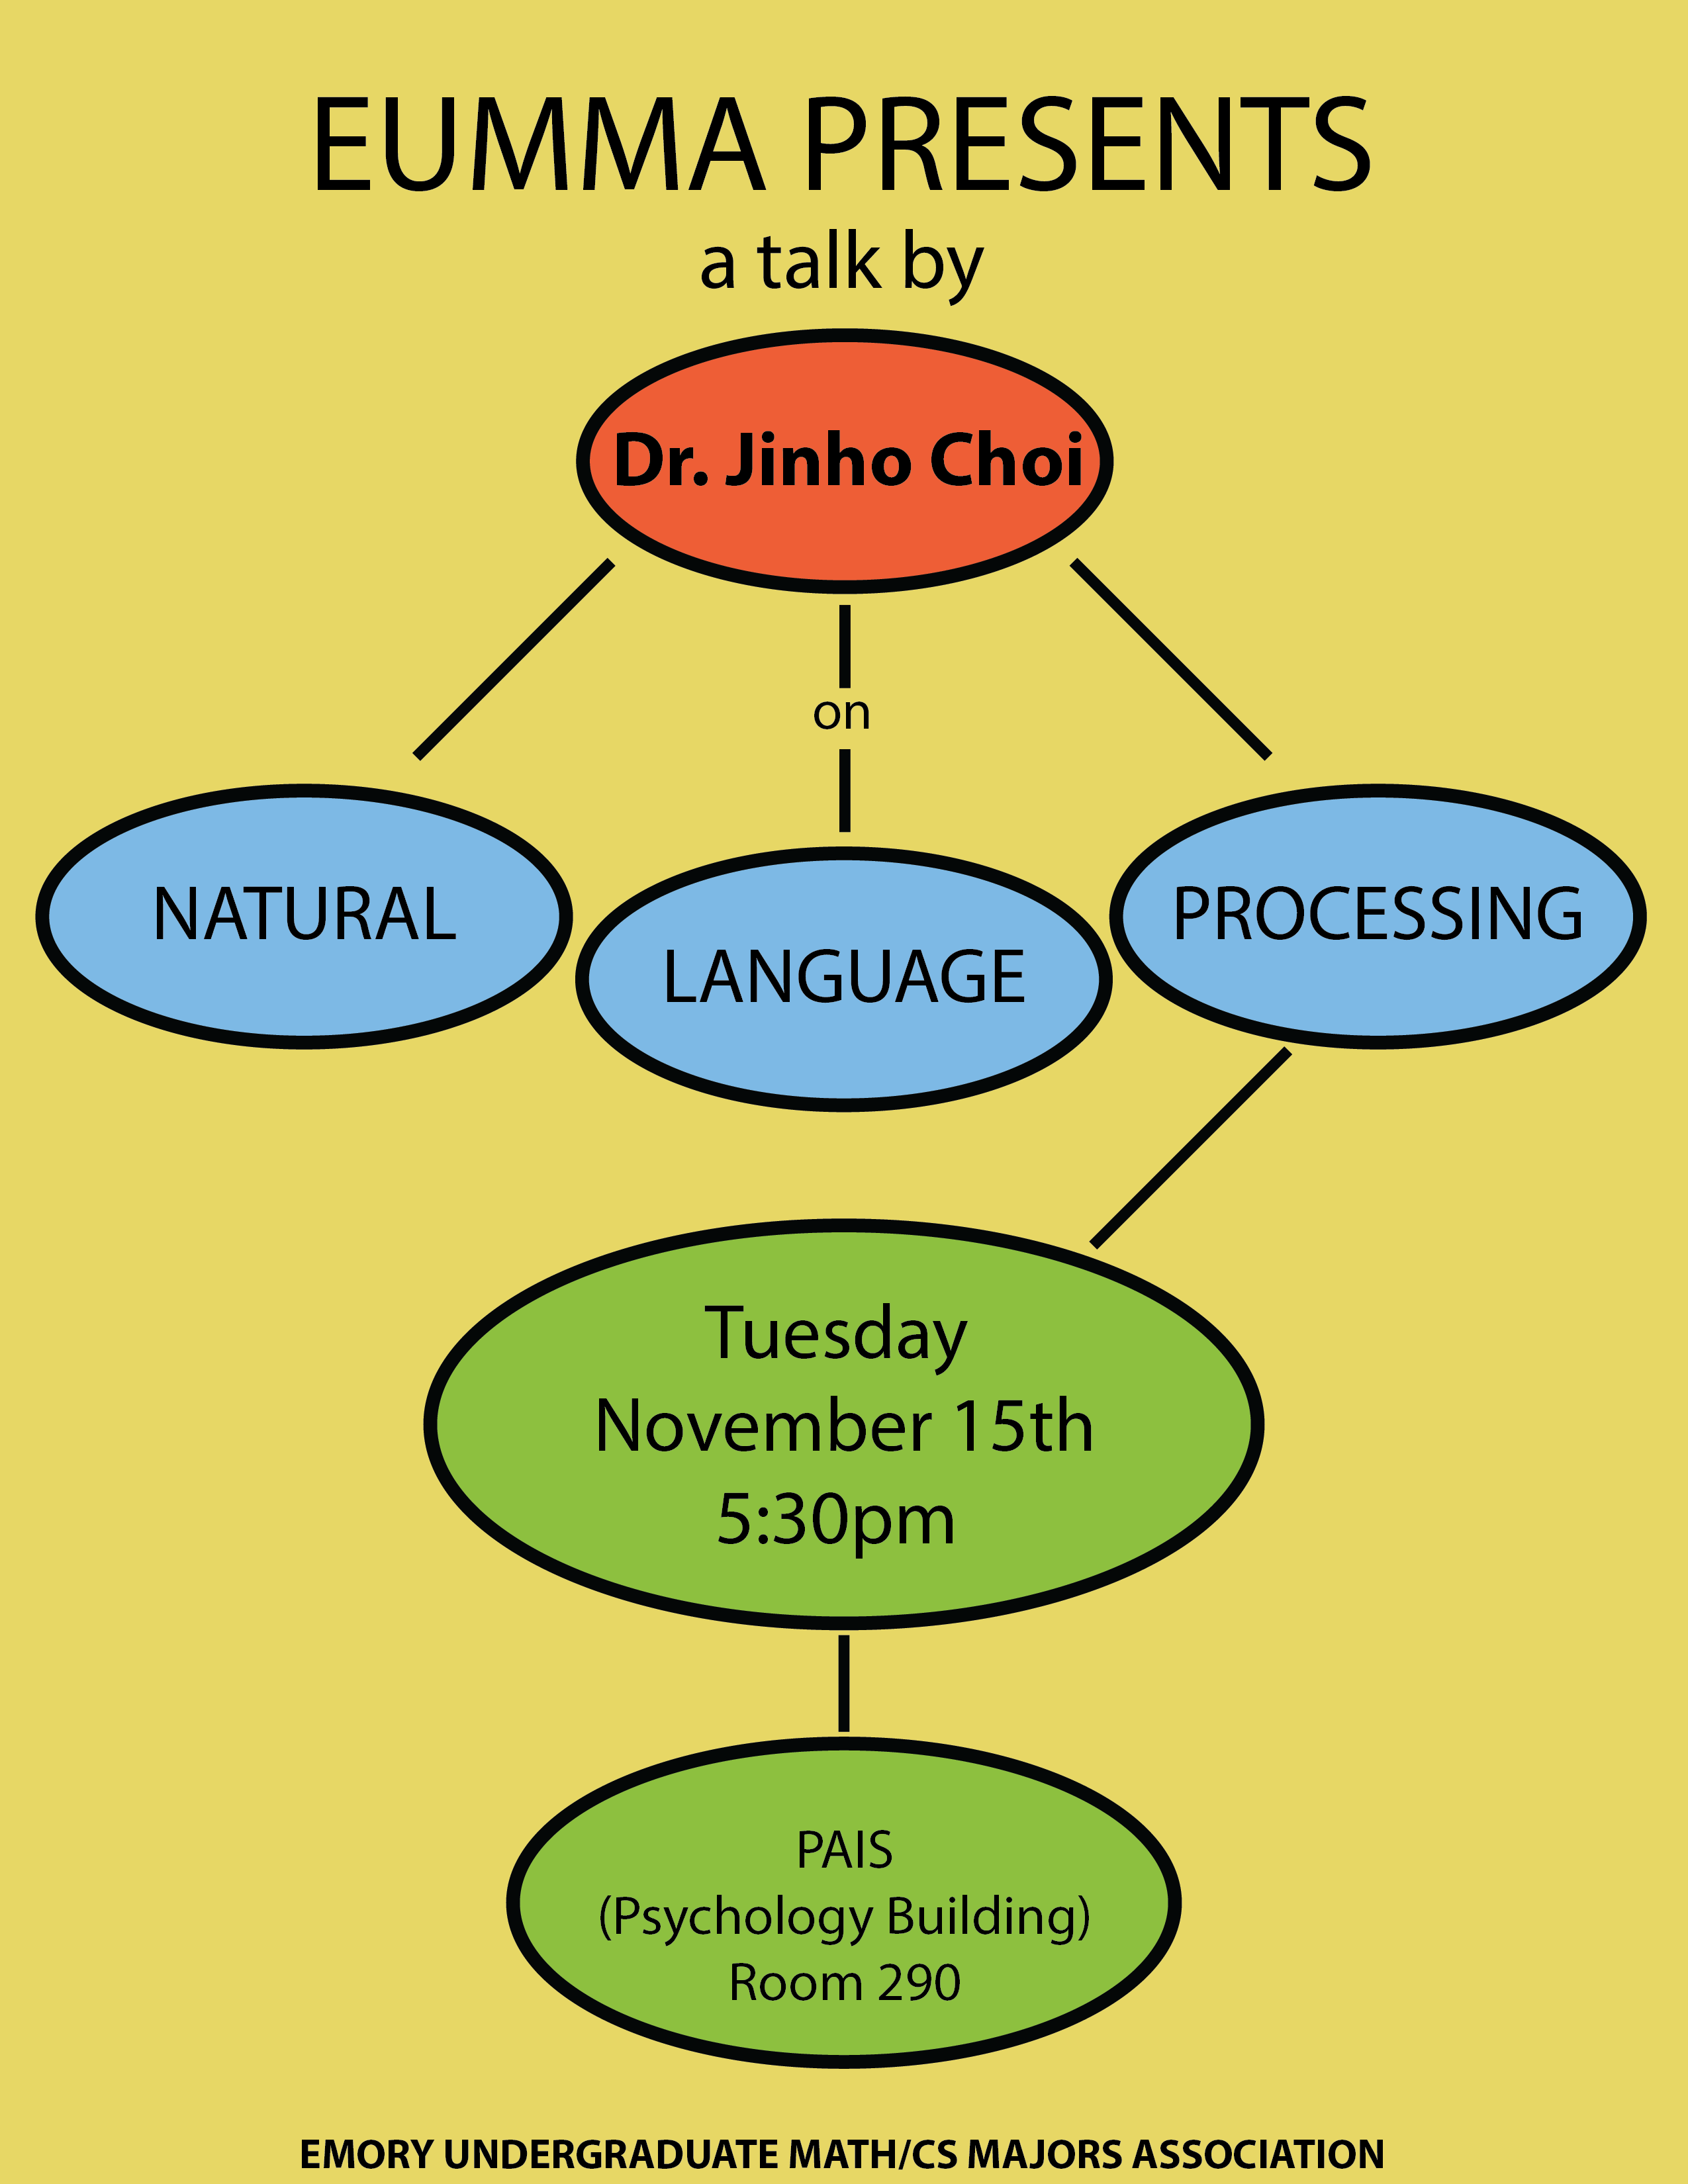 EUMMA PRESENTS
a talk by
Dr. Jinho Choi
on
NATURAL
LANGUAGE
PROCESSING
Tuesday
November 15th
5:30pm
PAIS
(Psychology Building)
Room 290
EMORY UNDERGRADUATE MATH/CS MAJORS ASSOCIATION